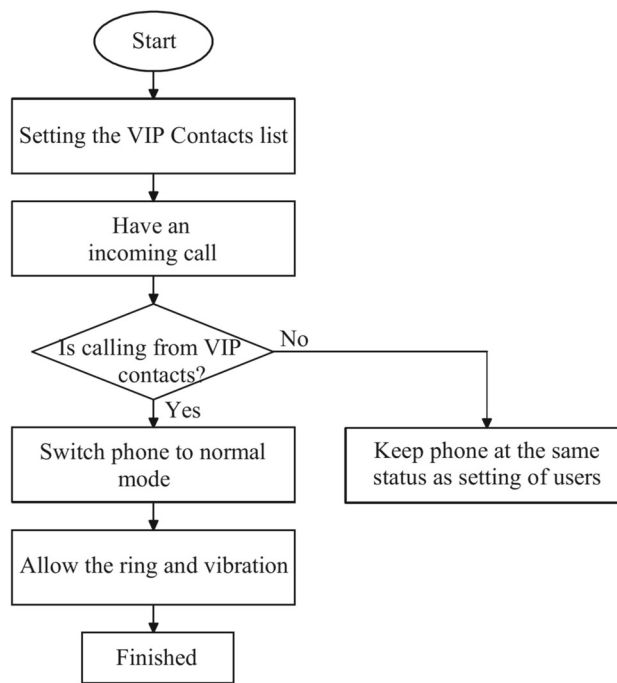 Start
Setting the VIP Contacts list
Have an
incoming call
Is calling from VIP
contacts?
No
Yes
Switch phone to normal
mode
Keep phone at the same
status as setting of users
Allow the ring and vibration
Finished